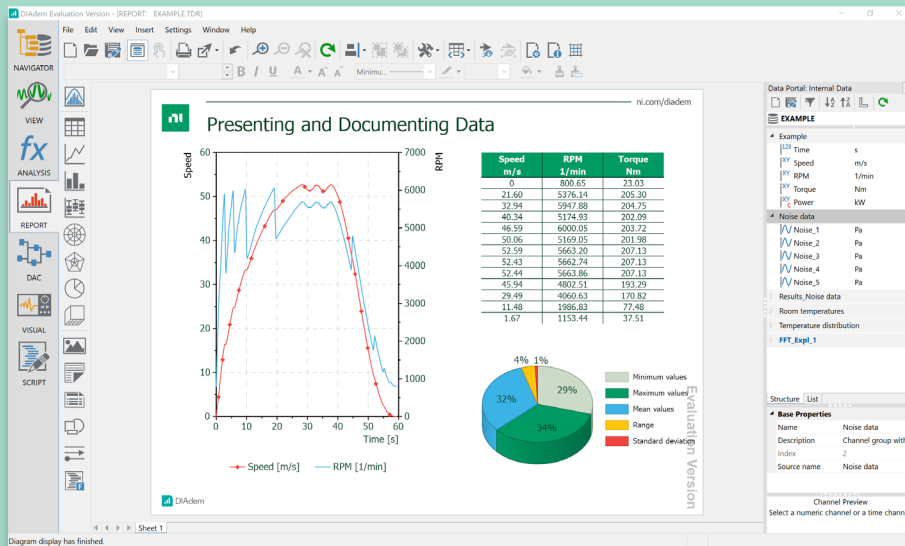 DIAdem Evaluation Version - [REPORT: EXAMPLE.TDR]
File Edit View Insert Settings Window Help
NAVIGATOR
VIEW
fx
ANALYSIS
REPORT
DAC
VISUAL
SCRIPT
B I U A A A Minimu...
ni
ni.com/diadem
Presenting and Documenting Data
Speed
RPM
60
50
40
30
20
10
0
7000
6000
5000
4000
3000
2000
1000
0
0 10 20 30 40 50 60
Time [s]
Speed [m/s] RPM [1/min]
Speed RPM Torque
m/s 1/min Nm
0 800.65 23.03
21.60 5376.14 205.30
32.94 5947.88 204.75
40.34 5174.93 202.09
46.59 6000.05 203.72
50.06 5169.05 201.98
52.59 5663.20 207.13
52.43 5662.74 207.13
52.44 5663.86 207.13
45.94 4802.51 193.29
29.49 4060.63 170.82
11.48 1986.83 77.48
1.67 1153.44 37.51
4% 1%
29%
32%
34%
Minimum values
Maximum values
Mean values
Range
Standard deviation
Evaluation Version
DIAdem
Sheet 1
Diagram display has finished.
Data Portal: Internal Data
EXAMPLE
Example
Time s
Speed m/s
RPM 1/min
Torque Nm
Power kW
Noise data
Noise_1 Pa
Noise_2 Pa
Noise_3 Pa
Noise_4 Pa
Noise_5 Pa
Results_Noise data
Room temperatures
Temperature distribution
FFT_Expl_1
Structure List
Base Properties
Name Noise data
Description Channel group with
Index 2
Source name Noise data
Channel Preview
Select a numeric channel or a time chann